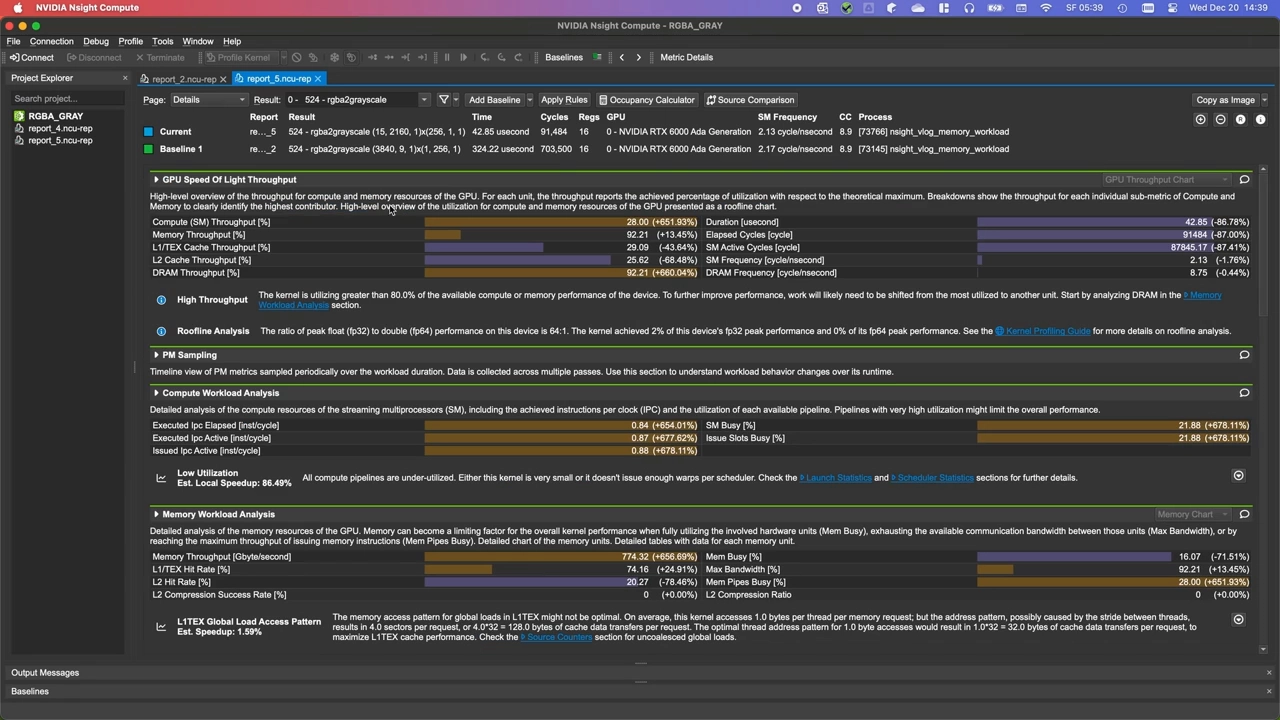 NVIDIA Nsight Compute
SF 05:39
Wed Dec 20 14:39
NVIDIA Nsight Compute - RGBA_GRAY
File Connection Debug Profile Tools Window Help
Connect Disconnect Terminate Profile Kernel Baselines Metric Details
Project Explorer
report_2.ncu-rep report_5.ncu-rep
Search project...
Page: Details Result: 0 - 524 - rgba2grayscale Add Baseline Apply Rules Occupancy Calculator Source Comparison Copy as Image
RGBA_GRAY
report_4.ncu-rep
report_5.ncu-rep
Report Result Time Cycles Regs GPU SM Frequency CC Process
Current re..._5 524 - rgba2grayscale (15, 2160, 1)x(256, 1, 1) 42.85 usecond 91,484 16 0 - NVIDIA RTX 6000 Ada Generation 2.13 cycle/nsecond 8.9 [73766] nsight_vlog_memory_workload
Baseline 1 re..._2 524 - rgba2grayscale (3840, 9, 1)x(1, 256, 1) 324.22 usecond 703,500 16 0 - NVIDIA RTX 6000 Ada Generation 2.17 cycle/nsecond 8.9 [73145] nsight_vlog_memory_workload
GPU Speed Of Light Throughput GPU Throughput Chart
High-level overview of the throughput for compute and memory resources of the GPU. For each unit, the throughput reports the achieved percentage of utilization with respect to the theoretical maximum. Breakdowns show the throughput for each individual sub-metric of Compute and
Memory to clearly identify the highest contributor. High-level overview of the utilization for compute and memory resources of the GPU presented as a roofline chart.
Compute (SM) Throughput [%] 28.00 (+651.93%) Duration [usecond] 42.85 (-86.78%)
Memory Throughput [%] 92.21 (+13.45%) Elapsed Cycles [cycle] 91484 (-87.00%)
L1/TEX Cache Throughput [%] 29.09 (-43.64%) SM Active Cycles [cycle] 87845.17 (-87.41%)
L2 Cache Throughput [%] 25.62 (-68.48%) SM Frequency [cycle/nsecond] 2.13 (-1.76%)
DRAM Throughput [%] 92.21 (+660.04%) DRAM Frequency [cycle/nsecond] 8.75 (-0.44%)
High Throughput The kernel is utilizing greater than 80.0% of the available compute or memory performance of the device. To further improve performance, work will likely need to be shifted from the most utilized to another unit. Start by analyzing DRAM in the Memory
Workload Analysis section.
Roofline Analysis The ratio of peak float (fp32) to double (fp64) performance on this device is 64:1. The kernel achieved 2% of this device's fp32 peak performance and 0% of its fp64 peak performance. See the Kernel Profiling Guide for more details on roofline analysis.
PM Sampling
Timeline view of PM metrics sampled periodically over the workload duration. Data is collected across multiple passes. Use this section to understand workload behavior changes over its runtime.
Compute Workload Analysis
Detailed analysis of the compute resources of the streaming multiprocessors (SM), including the achieved instructions per clock (IPC) and the utilization of each available pipeline. Pipelines with very high utilization might limit the overall performance.
Executed Ipc Elapsed [inst/cycle] 0.84 (+654.01%) SM Busy [%] 21.88 (+678.11%)
Executed Ipc Active [inst/cycle] 0.87 (+677.62%) Issue Slots Busy [%] 21.88 (+678.11%)
Issued Ipc Active [inst/cycle] 0.88 (+678.11%)
Low Utilization
Est. Local Speedup: 86.49%
All compute pipelines are under-utilized. Either this kernel is very small or it doesn't issue enough warps per scheduler. Check the Launch Statistics and Scheduler Statistics sections for further details.
Memory Workload Analysis Memory Chart
Detailed analysis of the memory resources of the GPU. Memory can become a limiting factor for the overall kernel performance when fully utilizing the involved hardware units (Mem Busy), exhausting the available communication bandwidth between those units (Max Bandwidth), or by
reaching the maximum throughput of issuing memory instructions (Mem Pipes Busy). Detailed chart of the memory units. Detailed tables with data for each memory unit.
Memory Throughput [Gbyte/second] 774.32 (+656.69%) Mem Busy [%] 16.07 (-71.51%)
L1/TEX Hit Rate [%] 74.16 (+24.91%) Max Bandwidth [%] 92.21 (+13.45%)
L2 Hit Rate [%] 20.27 (-78.46%) Mem Pipes Busy [%] 28.00 (+651.93%)
L2 Compression Success Rate [%] 0 (+0.00%) L2 Compression Ratio 0 (+0.00%)
L1TEX Global Load Access Pattern
Est. Speedup: 1.59%
The memory access pattern for global loads in L1TEX might not be optimal. On average, this kernel accesses 1.0 bytes per thread per memory request; but the address pattern, possibly caused by the stride between threads,
results in 4.0 sectors per request, or 4.0*32 = 128.0 bytes of cache data transfers per request. The optimal thread address pattern for 1.0 byte accesses would result in 1.0*32 = 32.0 bytes of cache data transfers per request, to
maximize L1TEX cache performance. Check the Source Counters section for uncoalesced global loads.
Output Messages
Baselines